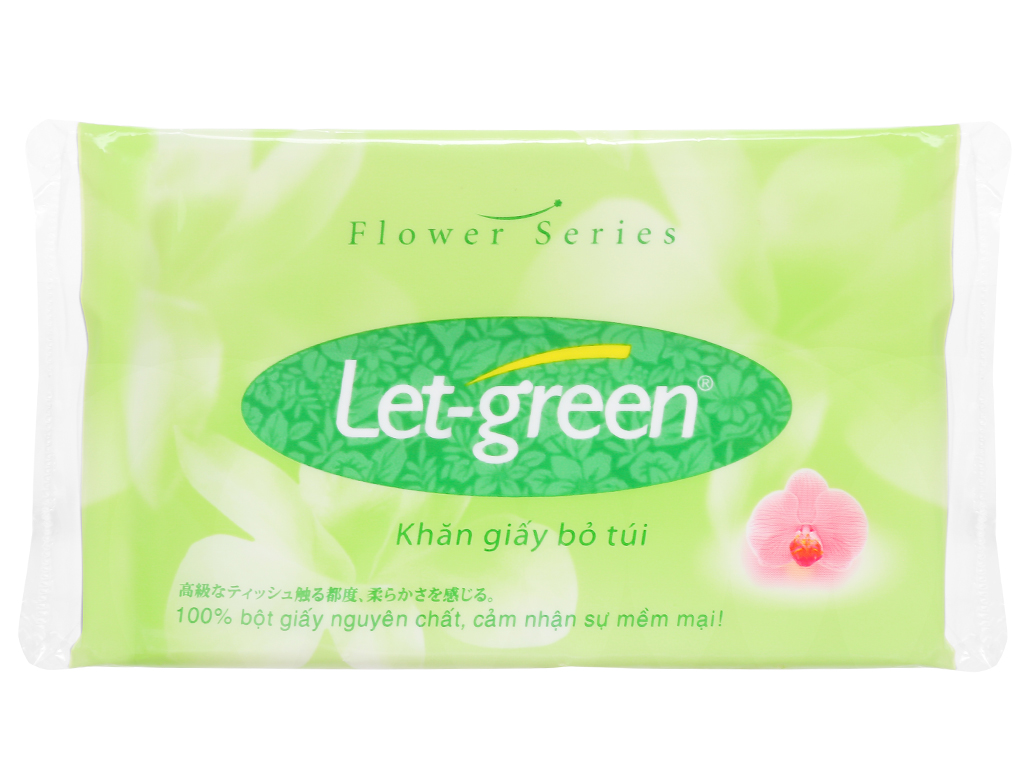 Flower Series
Let-green®
Khăn giấy bỏ túi
高級なティッシュ触る都度、柔らかさを感じる。
100% bột giấy nguyên chất, cảm nhận sự mềm mại!